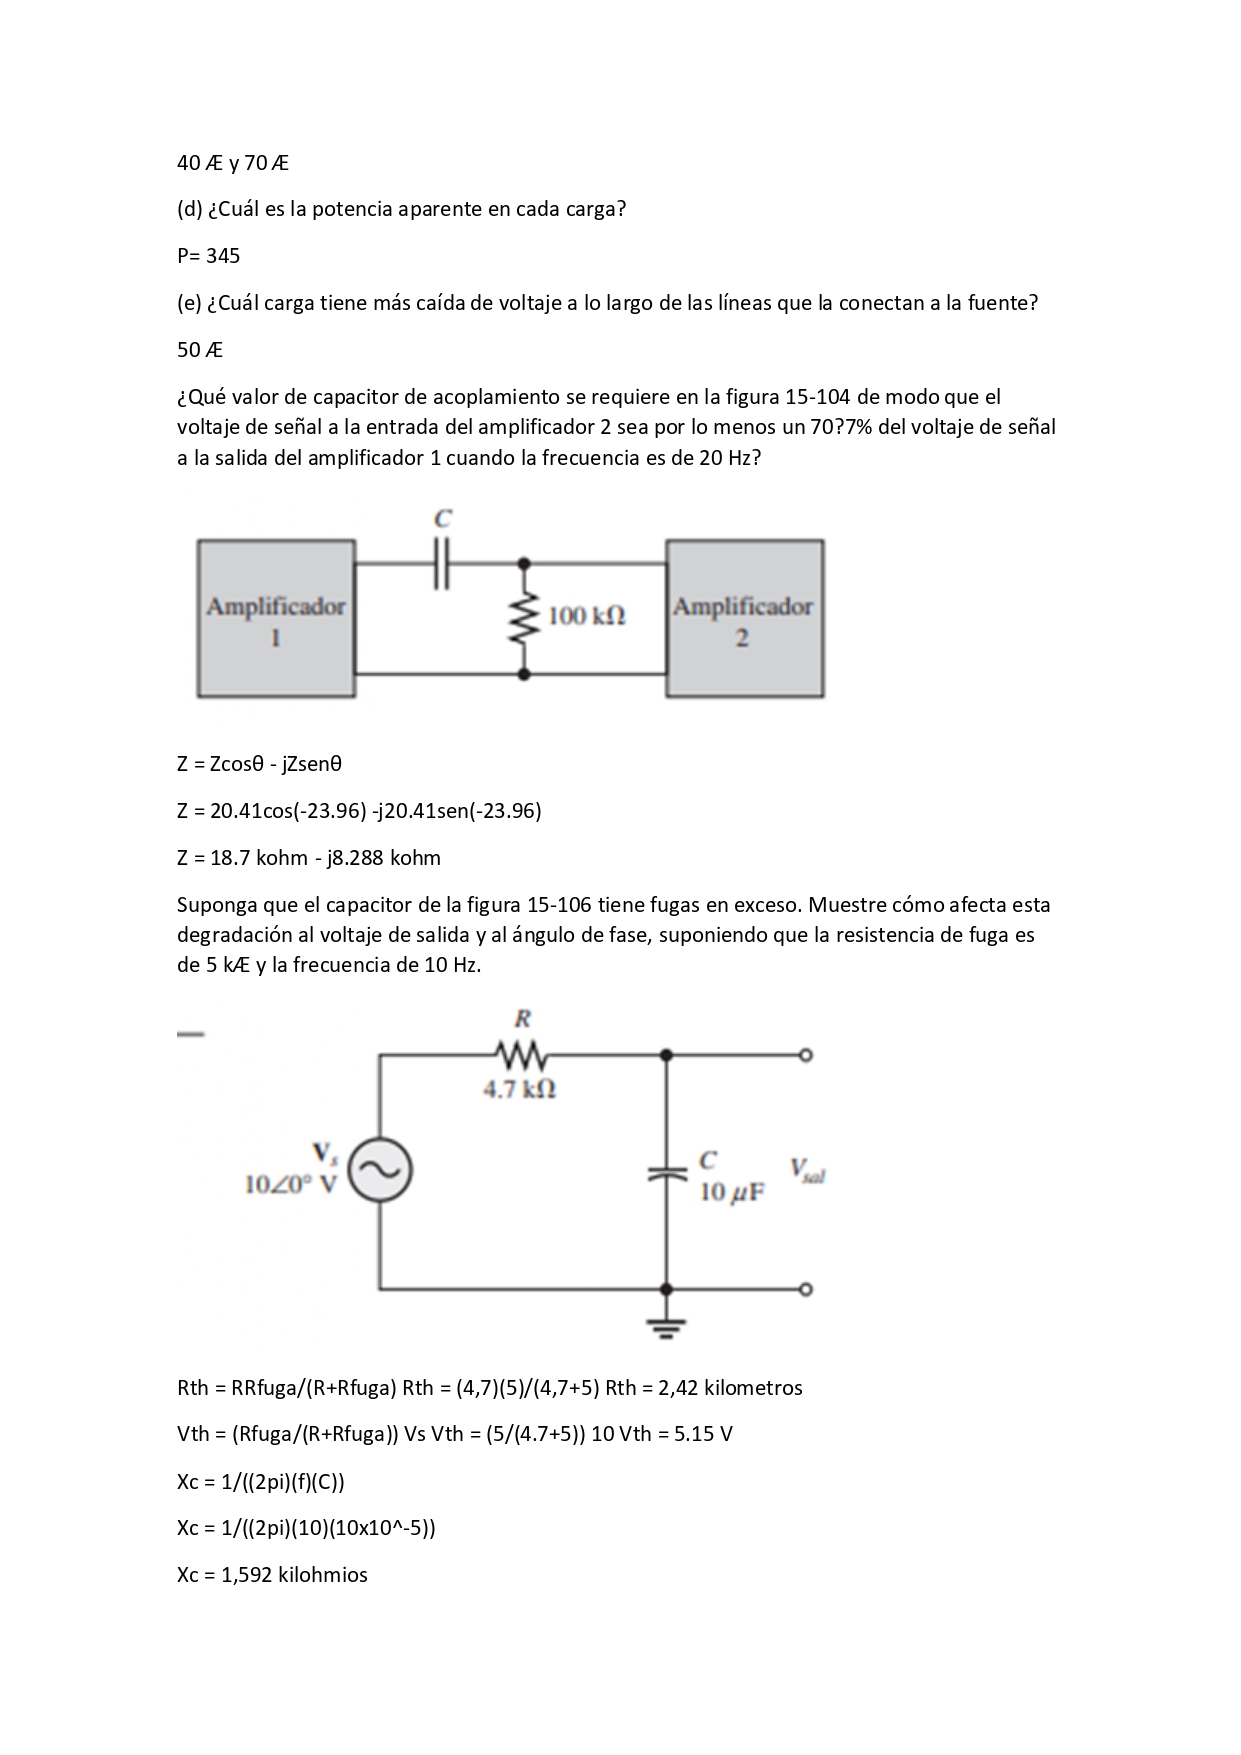 40 Æ y 70 Æ
(d) ¿Cuál es la potencia aparente en cada carga?
P= 345
(e) ¿Cuál carga tiene más caída de voltaje a lo largo de las líneas que la conectan a la fuente?
50 Æ
¿Qué valor de capacitor de acoplamiento se requiere en la figura 15-104 de modo que el
voltaje de señal a la entrada del amplificador 2 sea por lo menos un 70?7% del voltaje de señal
a la salida del amplificador 1 cuando la frecuencia es de 20 Hz?
C
Amplificador
1
100 kΩ
Amplificador
2
Z = Zcosθ - jZsenθ
Z = 20.41cos(-23.96) -j20.41sen(-23.96)
Z = 18.7 kohm - j8.288 kohm
Suponga que el capacitor de la figura 15-106 tiene fugas en exceso. Muestre cómo afecta esta
degradación al voltaje de salida y al ángulo de fase, suponiendo que la resistencia de fuga es
de 5 kÆ y la frecuencia de 10 Hz.
R
4.7 kΩ
Vs
10∠0° V
C
10 μF
Vsal
Rth = RRfuga/(R+Rfuga) Rth = (4,7)(5)/(4,7+5) Rth = 2,42 kilometros
Vth = (Rfuga/(R+Rfuga)) Vs Vth = (5/(4.7+5)) 10 Vth = 5.15 V
Xc = 1/((2pi)(f)(C))
Xc = 1/((2pi)(10)(10x10^-5))
Xc = 1,592 kilohmios